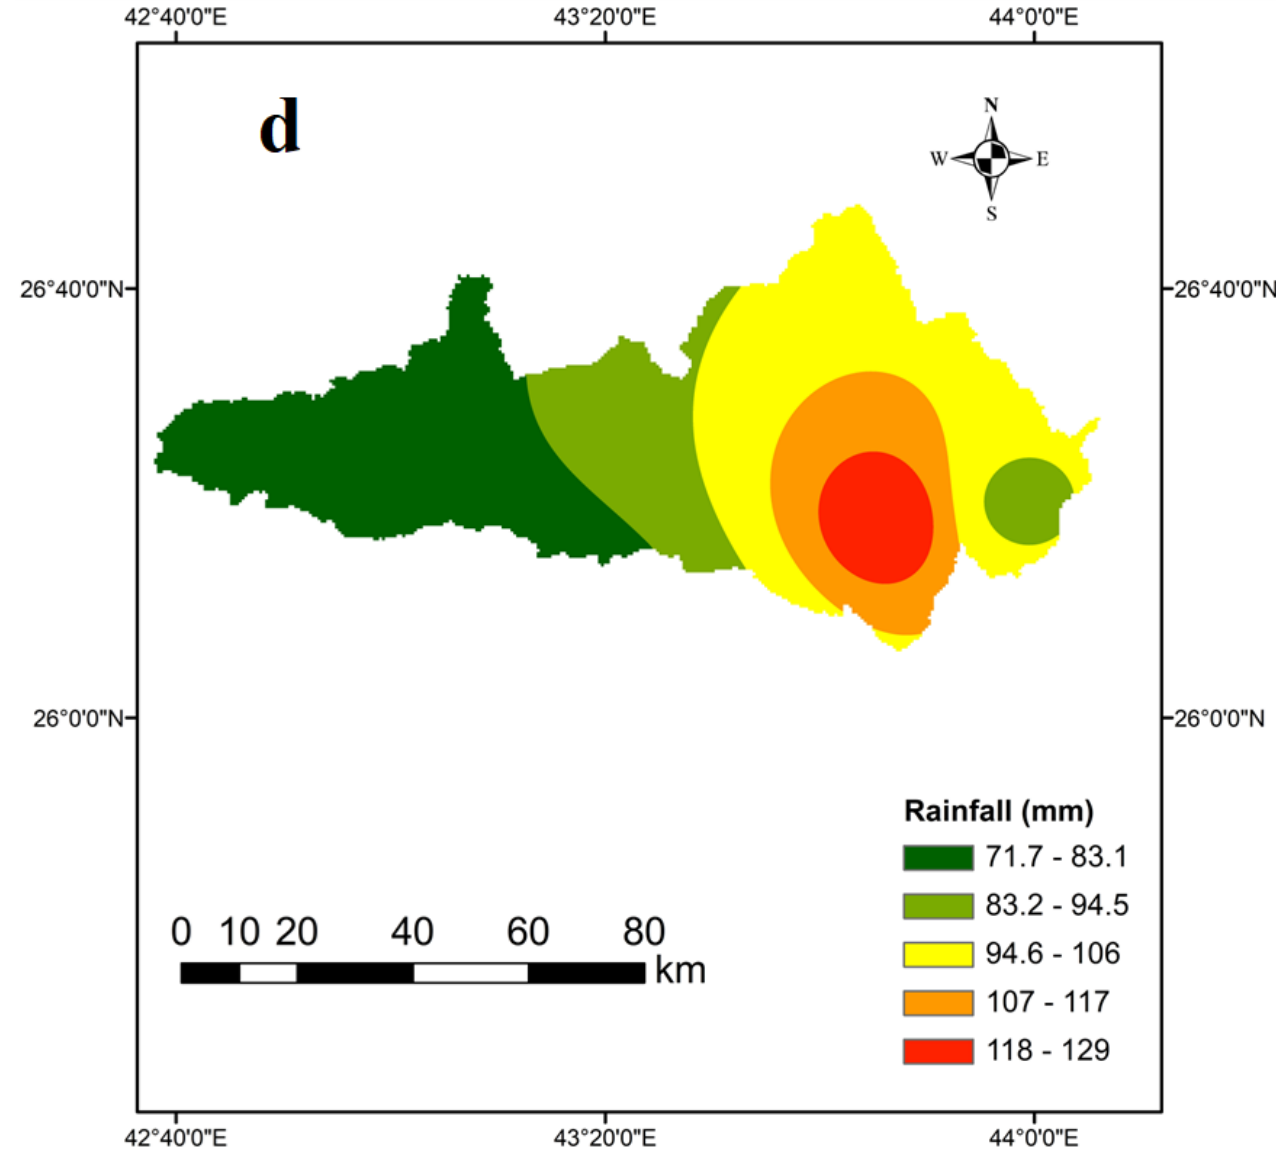 42°40'0"E 43°20'0"E 44°0'0"E
d
N
W E
S
26°40'0"N 26°40'0"N
26°0'0"N 26°0'0"N
Rainfall (mm)
71.7 - 83.1
83.2 - 94.5
94.6 - 106
107 - 117
118 - 129
0 10 20 40 60 80
km
42°40'0"E 43°20'0"E 44°0'0"E